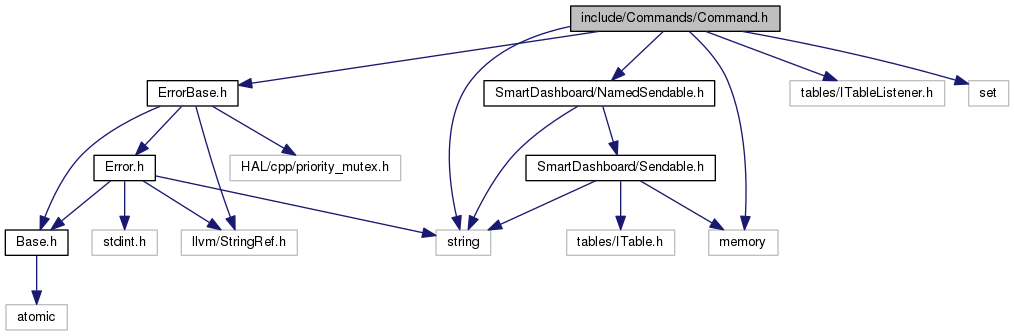 include/Commands/Command.h
ErrorBase.h
SmartDashboard/NamedSendable.h
tables/ITableListener.h
set
Error.h
HAL/cpp/priority_mutex.h
SmartDashboard/Sendable.h
Base.h
stdint.h
llvm/StringRef.h
string
tables/ITable.h
memory
atomic